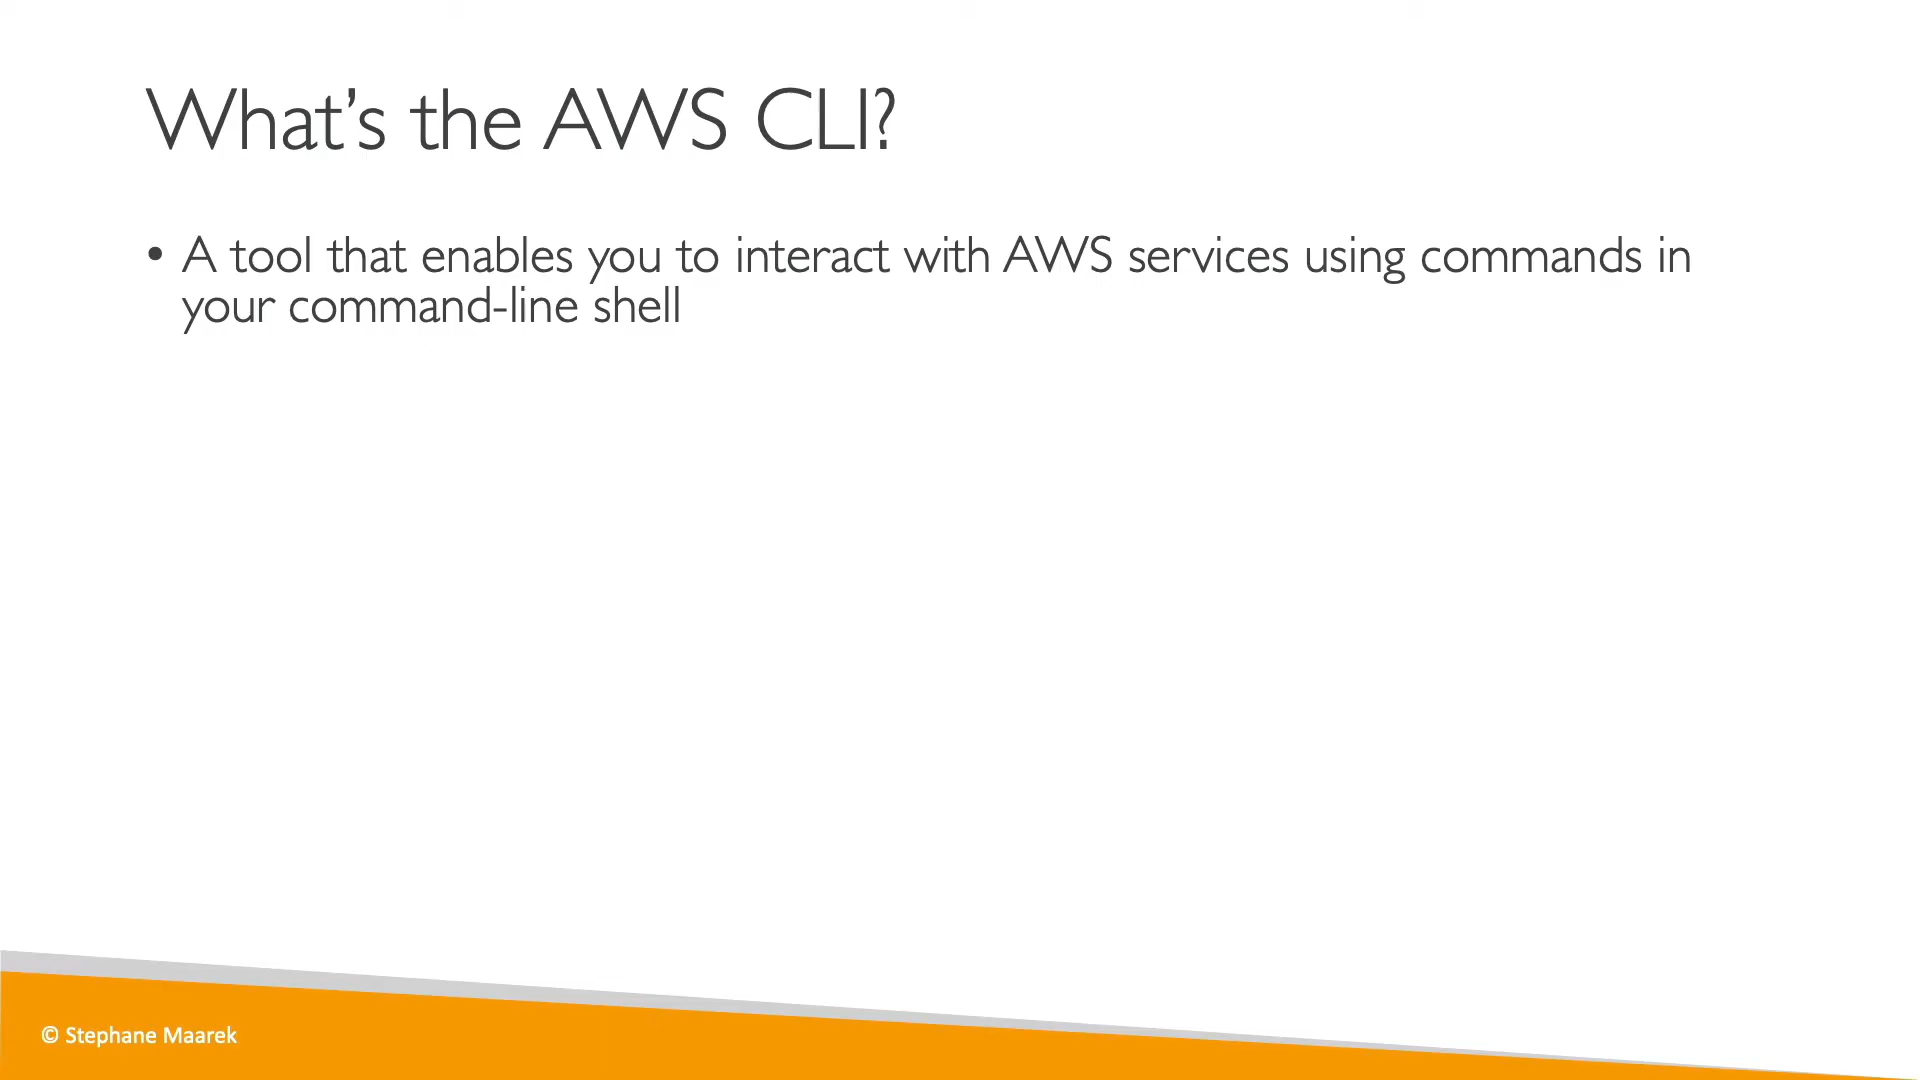 What’s the AWS CLI?
• A tool that enables you to interact with AWS services using commands in
your command-line shell
© Stephane Maarek